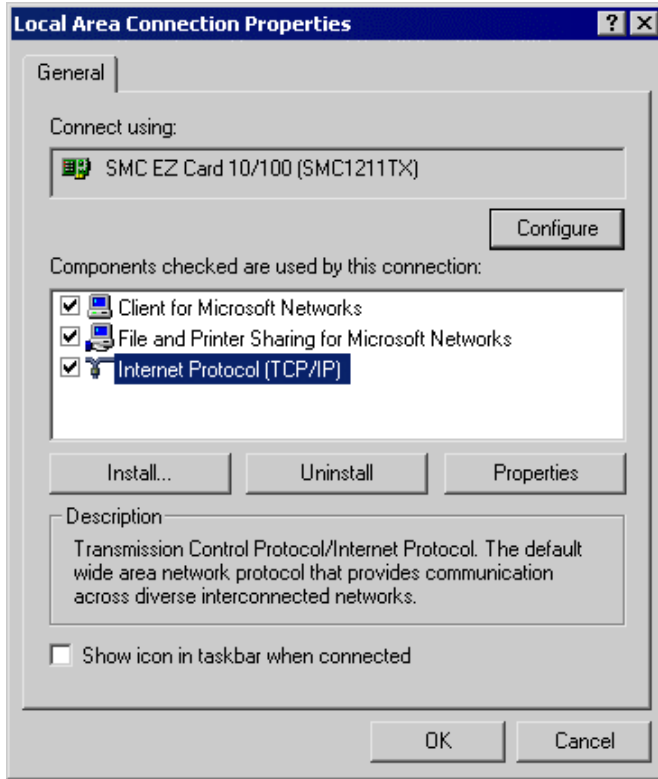 Local Area Connection Properties
General
Connect using:
SMC EZ Card 10/100 (SMC1211TX)
Configure
Components checked are used by this connection:
Client for Microsoft Networks
File and Printer Sharing for Microsoft Networks
Internet Protocol (TCP/IP)
Install... Uninstall Properties
Description
Transmission Control Protocol/Internet Protocol. The default
wide area network protocol that provides communication
across diverse interconnected networks.
Show icon in taskbar when connected
OK Cancel